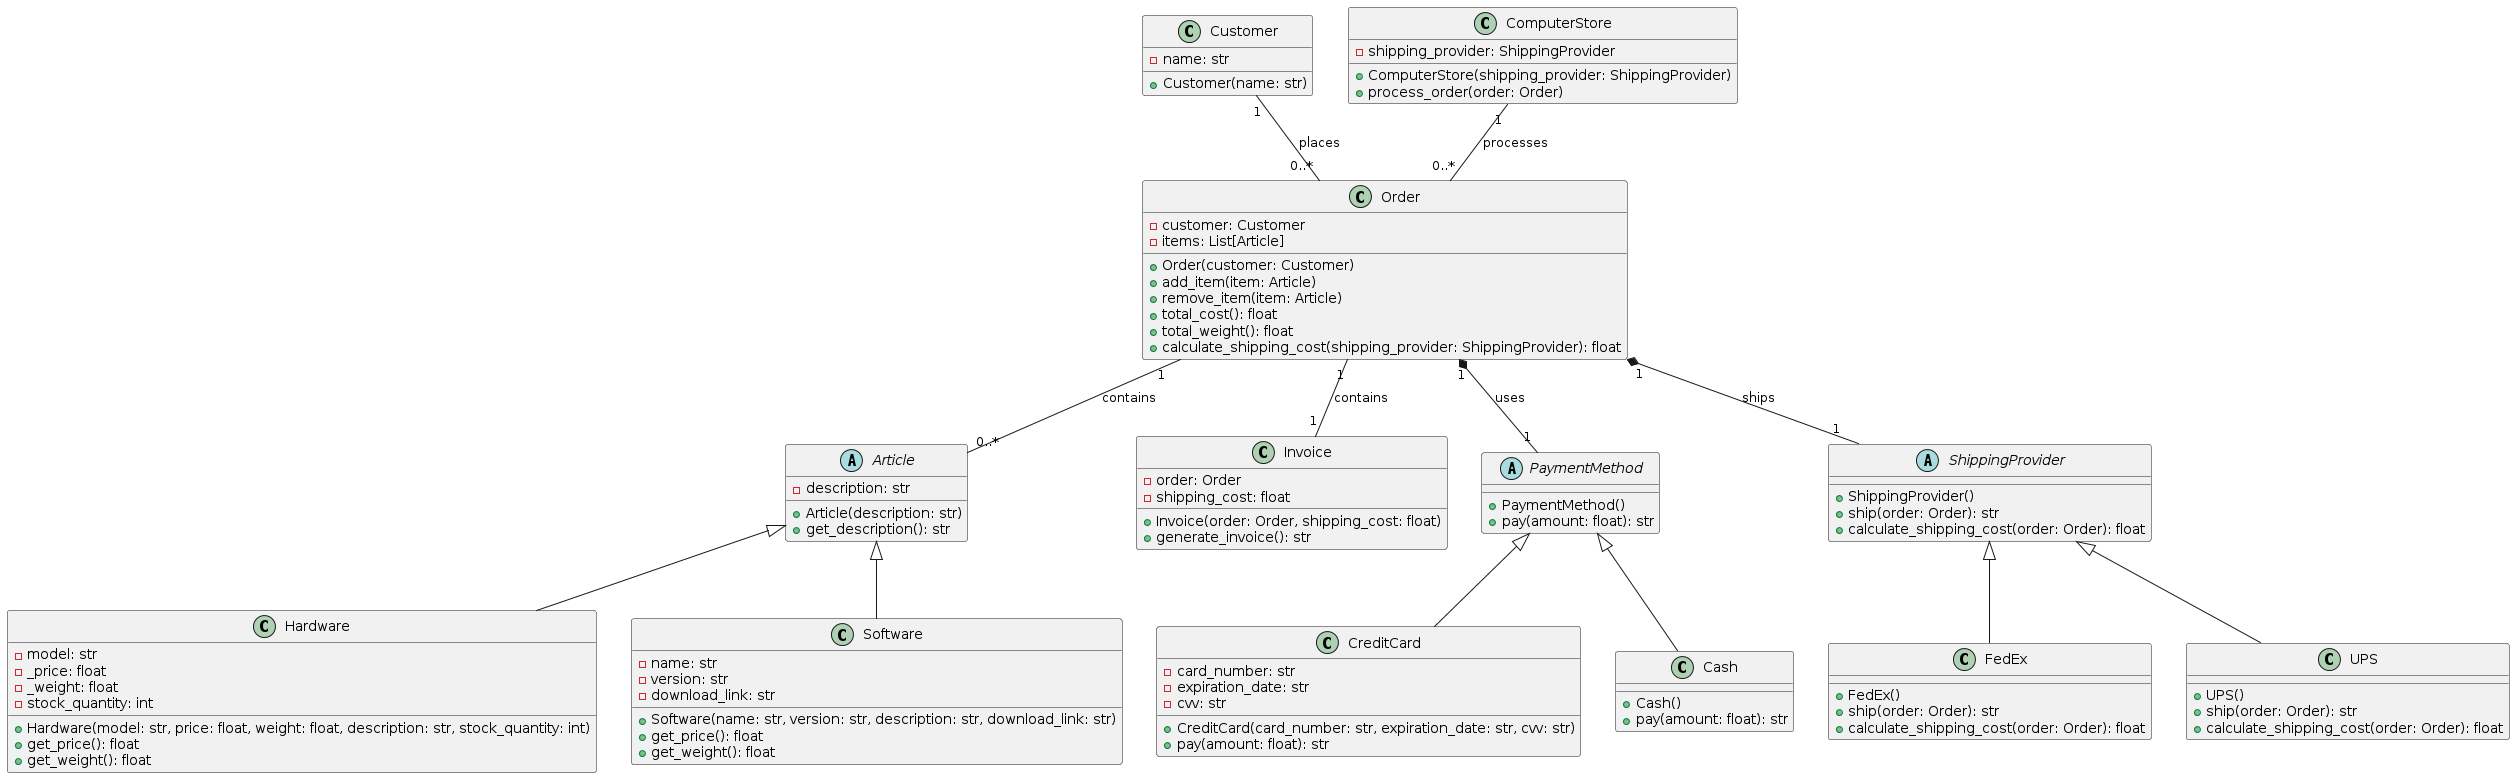 C Customer
name: str
Customer(name: str)
C ComputerStore
shipping_provider: ShippingProvider
ComputerStore(shipping_provider: ShippingProvider)
process_order(order: Order)
1
places
0..*
1
processes
0..*
C Order
customer: Customer
items: List[Article]
Order(customer: Customer)
add_item(item: Article)
remove_item(item: Article)
total_cost(): float
total_weight(): float
calculate_shipping_cost(shipping_provider: ShippingProvider): float
1
contains
0..*
1
contains
1
1
uses
1
1
ships
1
A Article
description: str
Article(description: str)
get_description(): str
C Invoice
order: Order
shipping_cost: float
Invoice(order: Order, shipping_cost: float)
generate_invoice(): str
A PaymentMethod
PaymentMethod()
pay(amount: float): str
A ShippingProvider
ShippingProvider()
ship(order: Order): str
calculate_shipping_cost(order: Order): float
C Hardware
model: str
_price: float
_weight: float
stock_quantity: int
Hardware(model: str, price: float, weight: float, description: str, stock_quantity: int)
get_price(): float
get_weight(): float
C Software
name: str
version: str
download_link: str
Software(name: str, version: str, description: str, download_link: str)
get_price(): float
get_weight(): float
C CreditCard
card_number: str
expiration_date: str
cvv: str
CreditCard(card_number: str, expiration_date: str, cvv: str)
pay(amount: float): str
C Cash
Cash()
pay(amount: float): str
C FedEx
FedEx()
ship(order: Order): str
calculate_shipping_cost(order: Order): float
C UPS
UPS()
ship(order: Order): str
calculate_shipping_cost(order: Order): float